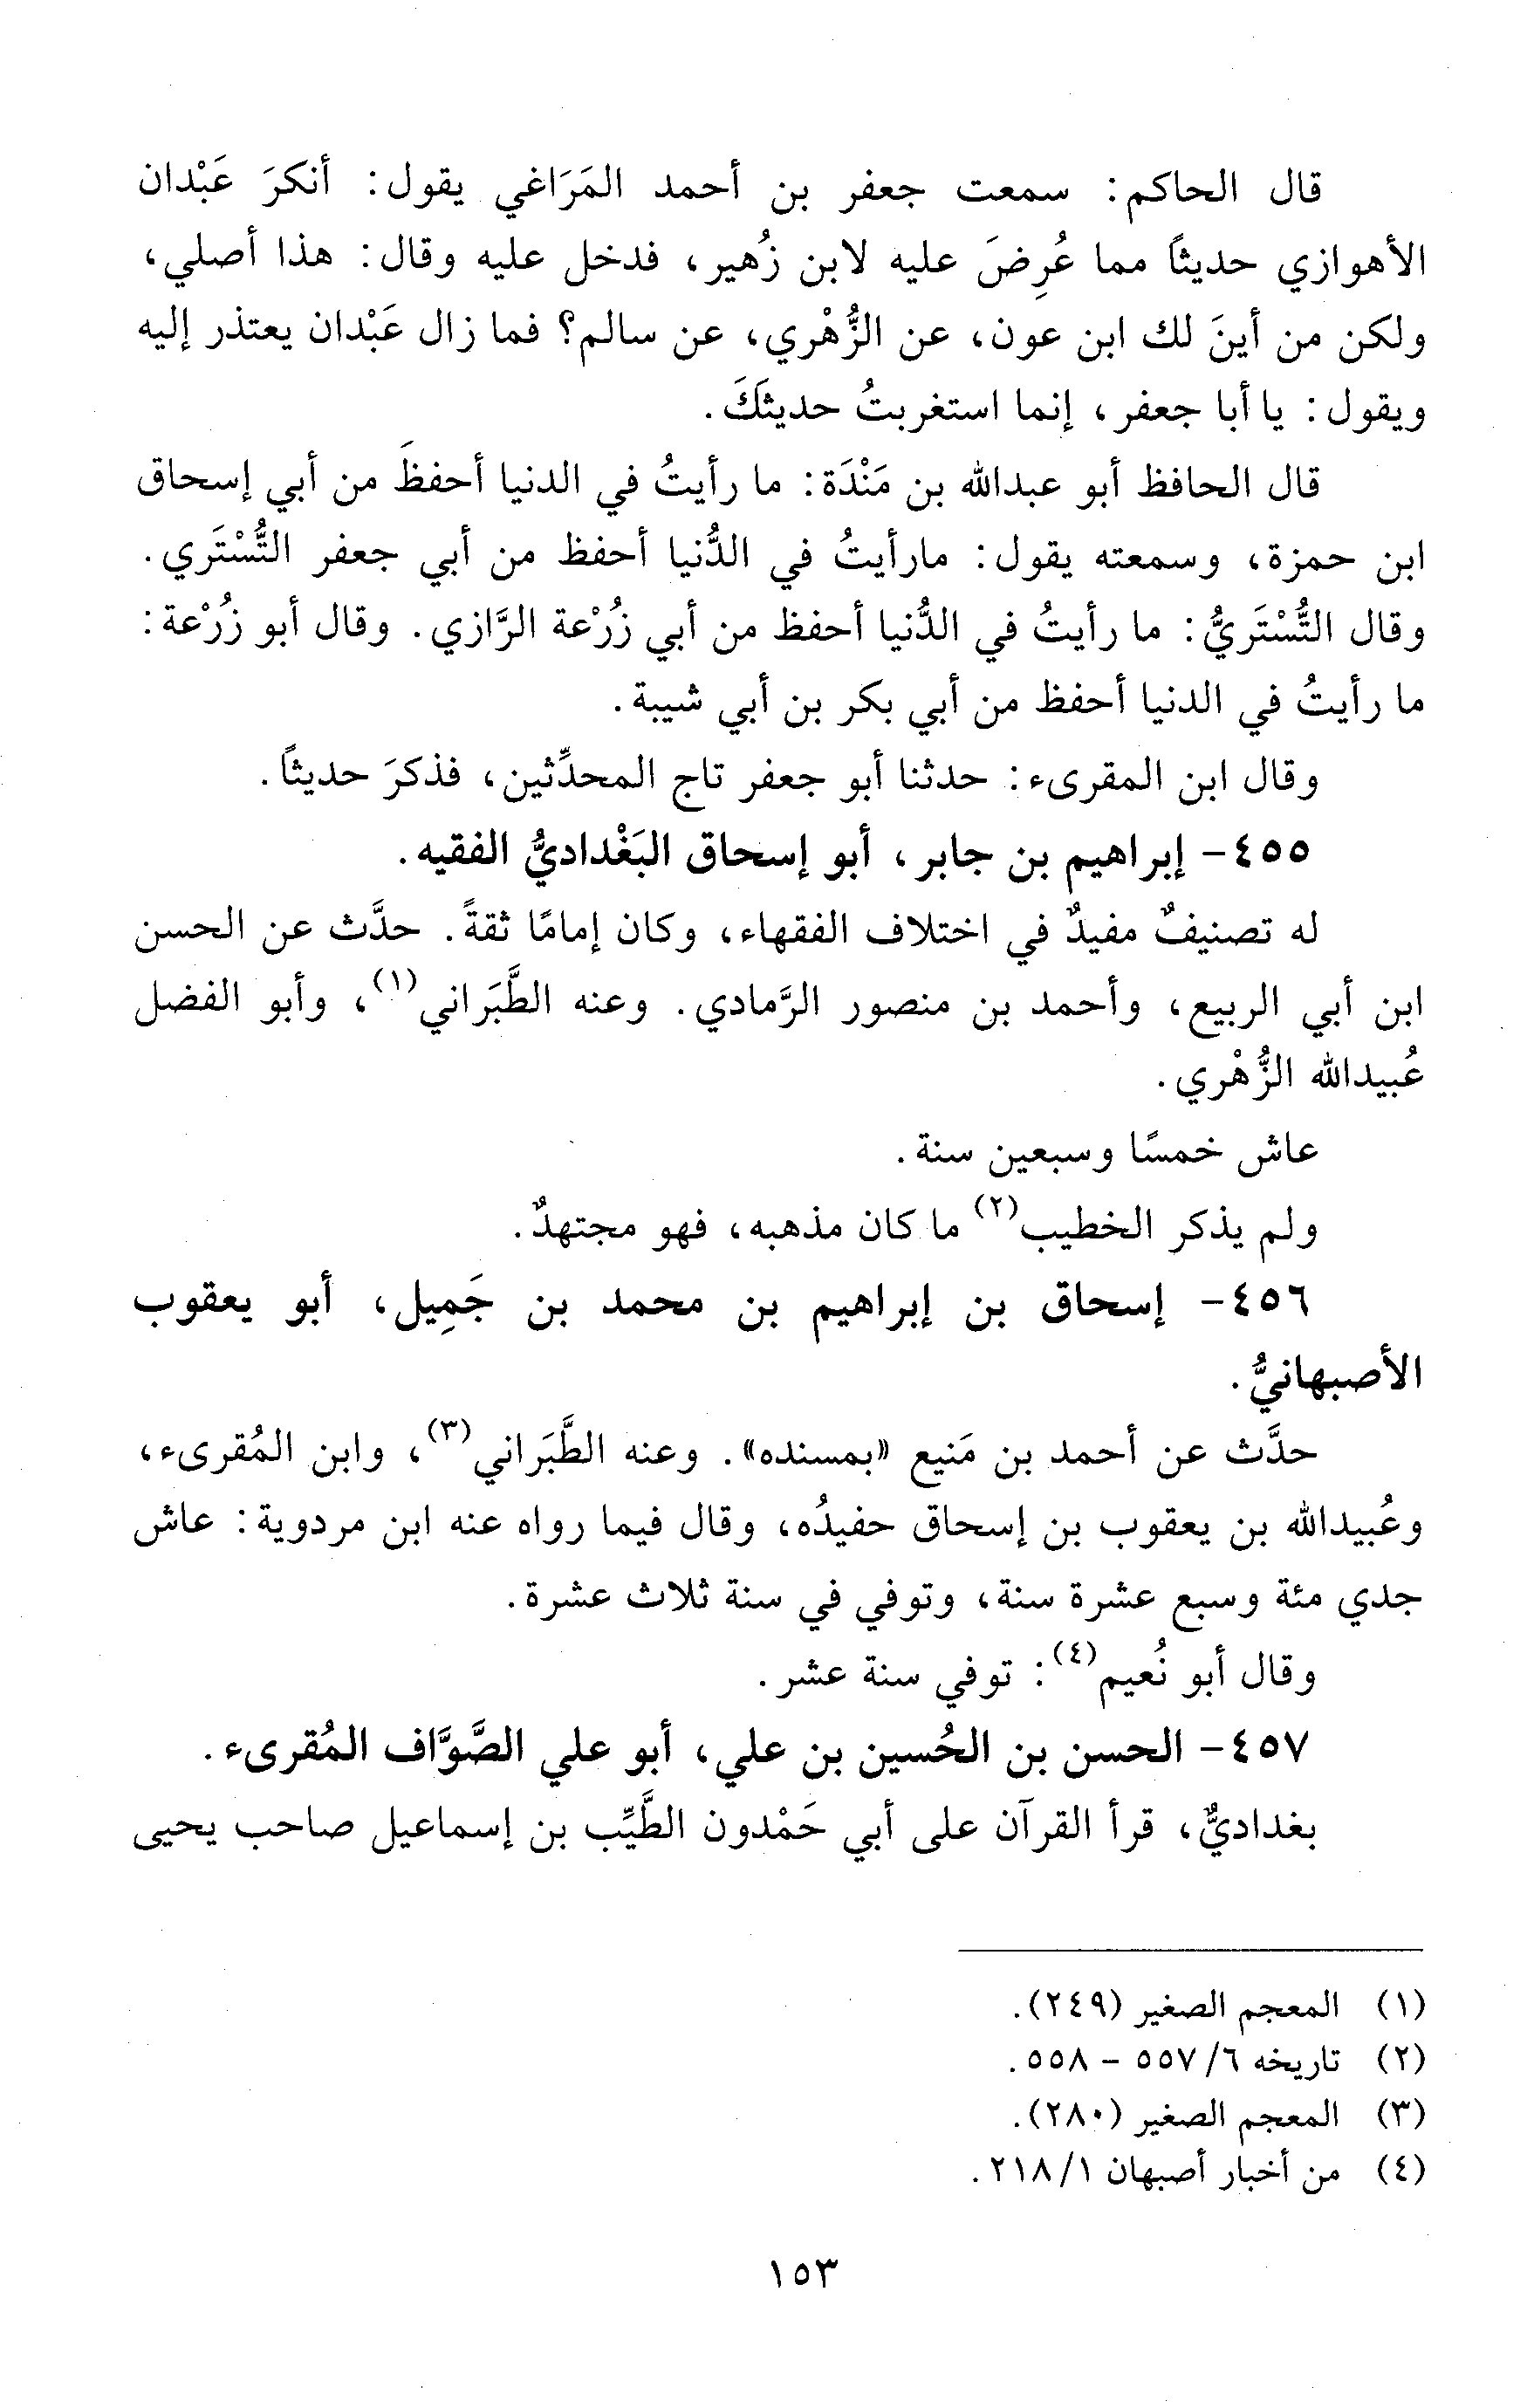 قال الحاكم: سمعت جعفر بن أحمد المَرَاغي يقول: أنكرَ عَبْدان
الأهوازي حديثاً مما عُرِضَ عليه لابن زُهير، فدخل عليه وقال: هذا أصلي،
ولكن من أينَ لك ابن عون، عن الزُّهْري، عن سالم؟ فما زال عَبْدان يعتذر إليه
ويقول: يا أبا جعفر، إنما استغربتُ حديثَكَ.
قال الحافظ أبو عبدالله بن مَنْدَة: ما رأيتُ في الدنيا أحفظَ من أبي إسحاق
ابن حمزة، وسمعته يقول: مارأيتُ في الدُّنيا أحفظ من أبي جعفر التُّسْتَري.
وقال التُّسْتَريُّ: ما رأيتُ في الدُّنيا أحفظ من أبي زُرْعة الرَّازي. وقال أبو زُرْعة:
ما رأيتُ في الدنيا أحفظ من أبي بكر بن أبي شيبة.
وقال ابن المقرىء: حدثنا أبو جعفر تاج المحدِّثين، فذكرَ حديثاً.
٤٥٥- إبراهيم بن جابر، أبو إسحاق البَغْداديُّ الفقيه.
له تصنيفٌ مفيدٌ في اختلاف الفقهاء، وكان إمامًا ثقةً. حدَّث عن الحسن
ابن أبي الربيع، وأحمد بن منصور الرَّمادي. وعنه الطَّبَراني(١)، وأبو الفضل
عُبيدالله الزُّهْري.
عاش خمسًا وسبعين سنة.
ولم يذكر الخطيب(٢) ما كان مذهبه، فهو مجتهدٌ.
٤٥٦- إسحاق بن إبراهيم بن محمد بن جَمِيل، أبو يعقوب
الأصبهانيُّ.
حدَّث عن أحمد بن مَنيع «بمسنده». وعنه الطَّبَراني(٣)، وابن المُقرىء،
وعُبيدالله بن يعقوب بن إسحاق حفيدُه، وقال فيما رواه عنه ابن مردوية: عاش
جدي مئة وسبع عشرة سنة، وتوفي في سنة ثلاث عشرة.
وقال أبو نُعيم(٤): توفي سنة عشر.
٤٥٧- الحسن بن الحُسين بن علي، أبو علي الصَّوَّاف المُقرىء.
بغداديٌّ، قرأ القرآن على أبي حَمْدون الطَّيِّب بن إسماعيل صاحب يحيى
(١) المعجم الصغير (٢٤٩).
(٢) تاريخه ٦/ ٥٥٧ - ٥٥٨.
(٣) المعجم الصغير (٢٨٠).
(٤) من أخبار أصبهان ١/ ٢١٨.
١٥٣